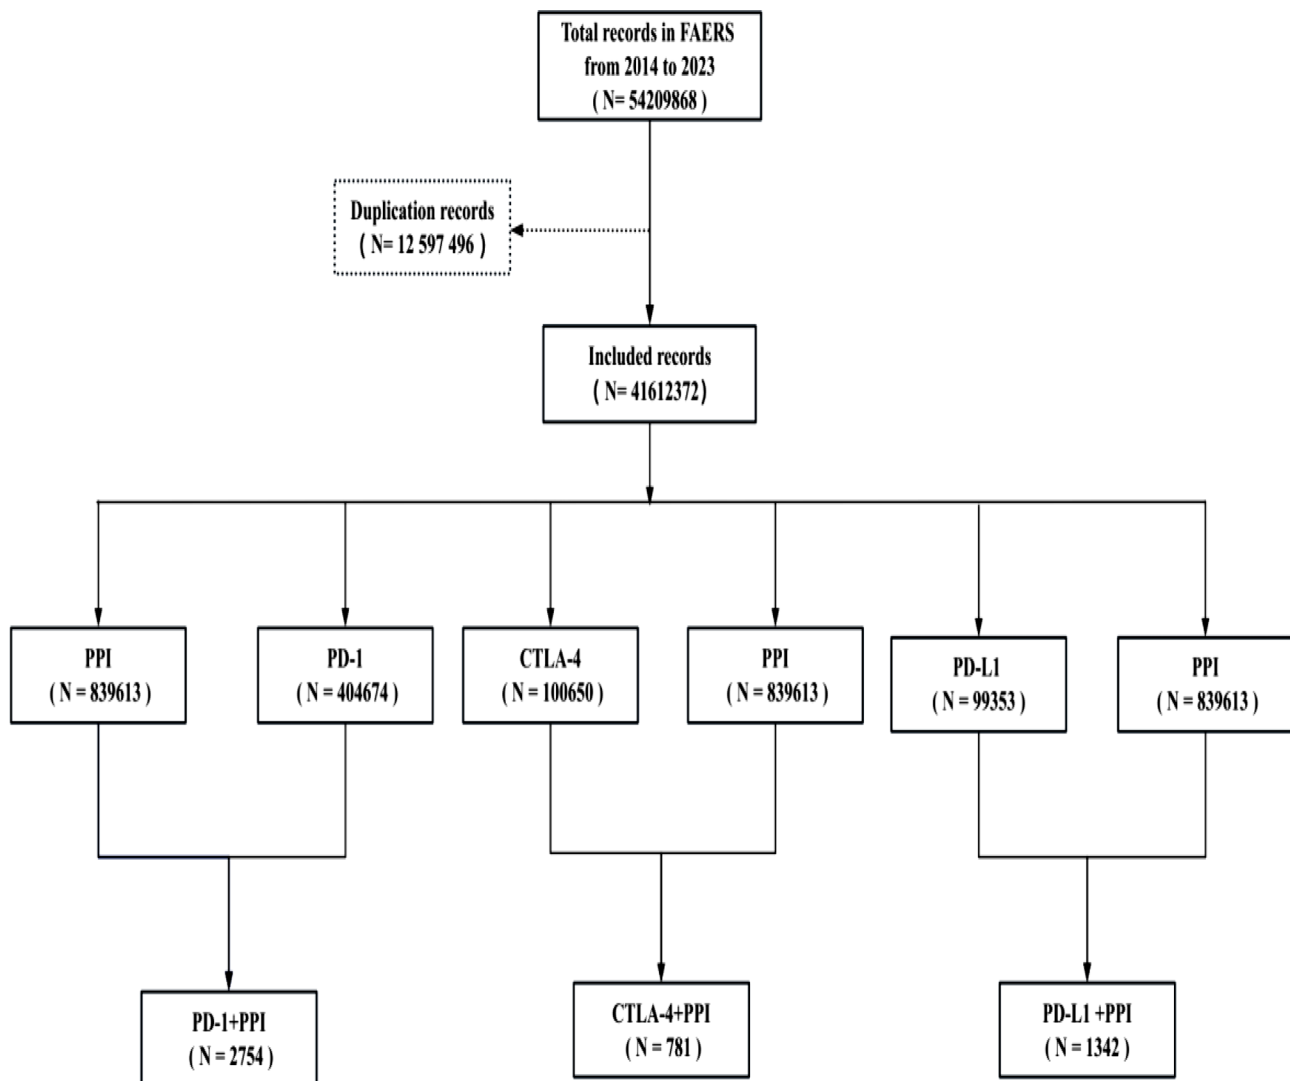 Total records in FAERS
from 2014 to 2023
( N= 54209868 )
Duplication records
( N= 12 597 496 )
Included records
( N= 41612372)
PPI
( N = 839613 )
PD-1
( N = 404674 )
CTLA-4
( N = 100650 )
PPI
( N = 839613 )
PD-L1
( N = 99353 )
PPI
( N = 839613 )
PD-1+PPI
( N = 2754 )
CTLA-4+PPI
( N = 781 )
PD-L1 +PPI
( N = 1342 )